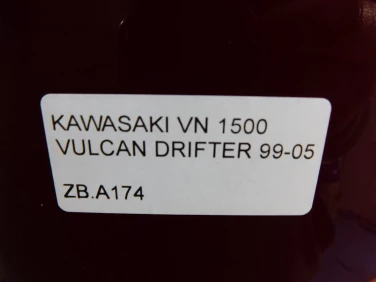 KAWASAKI VN 1500
VULCAN DRIFTER 99-05
ZB.A174